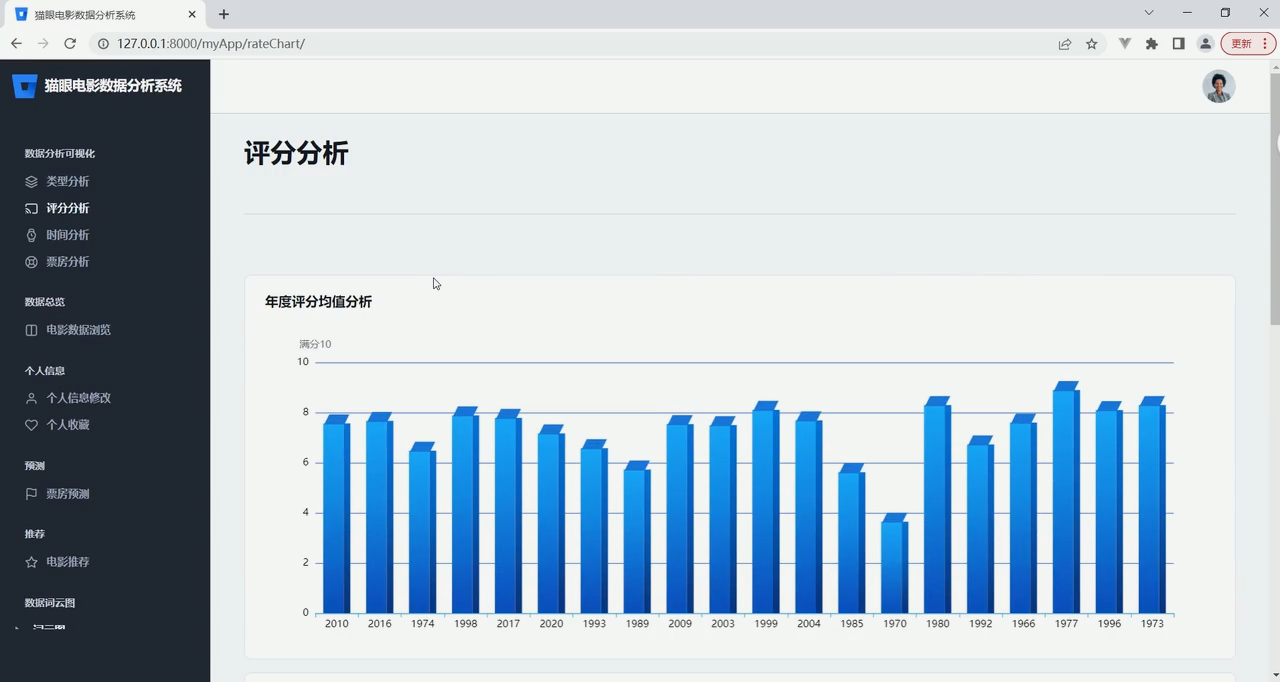 猫眼电影数据分析系统
127.0.0.1:8000/myApp/rateChart/
更新
猫眼电影数据分析系统
数据分析可视化
类型分析
评分分析
时间分析
票房分析
数据总览
电影数据浏览
个人信息
个人信息修改
个人收藏
预测
票房预测
推荐
电影推荐
数据词云图
词云图
评分分析
年度评分均值分析
满分10
10
8
6
4
2
0
2010 2016 1974 1998 2017 2020 1993 1989 2009 2003 1999 2004 1985 1970 1980 1992 1966 1977 1996 1973